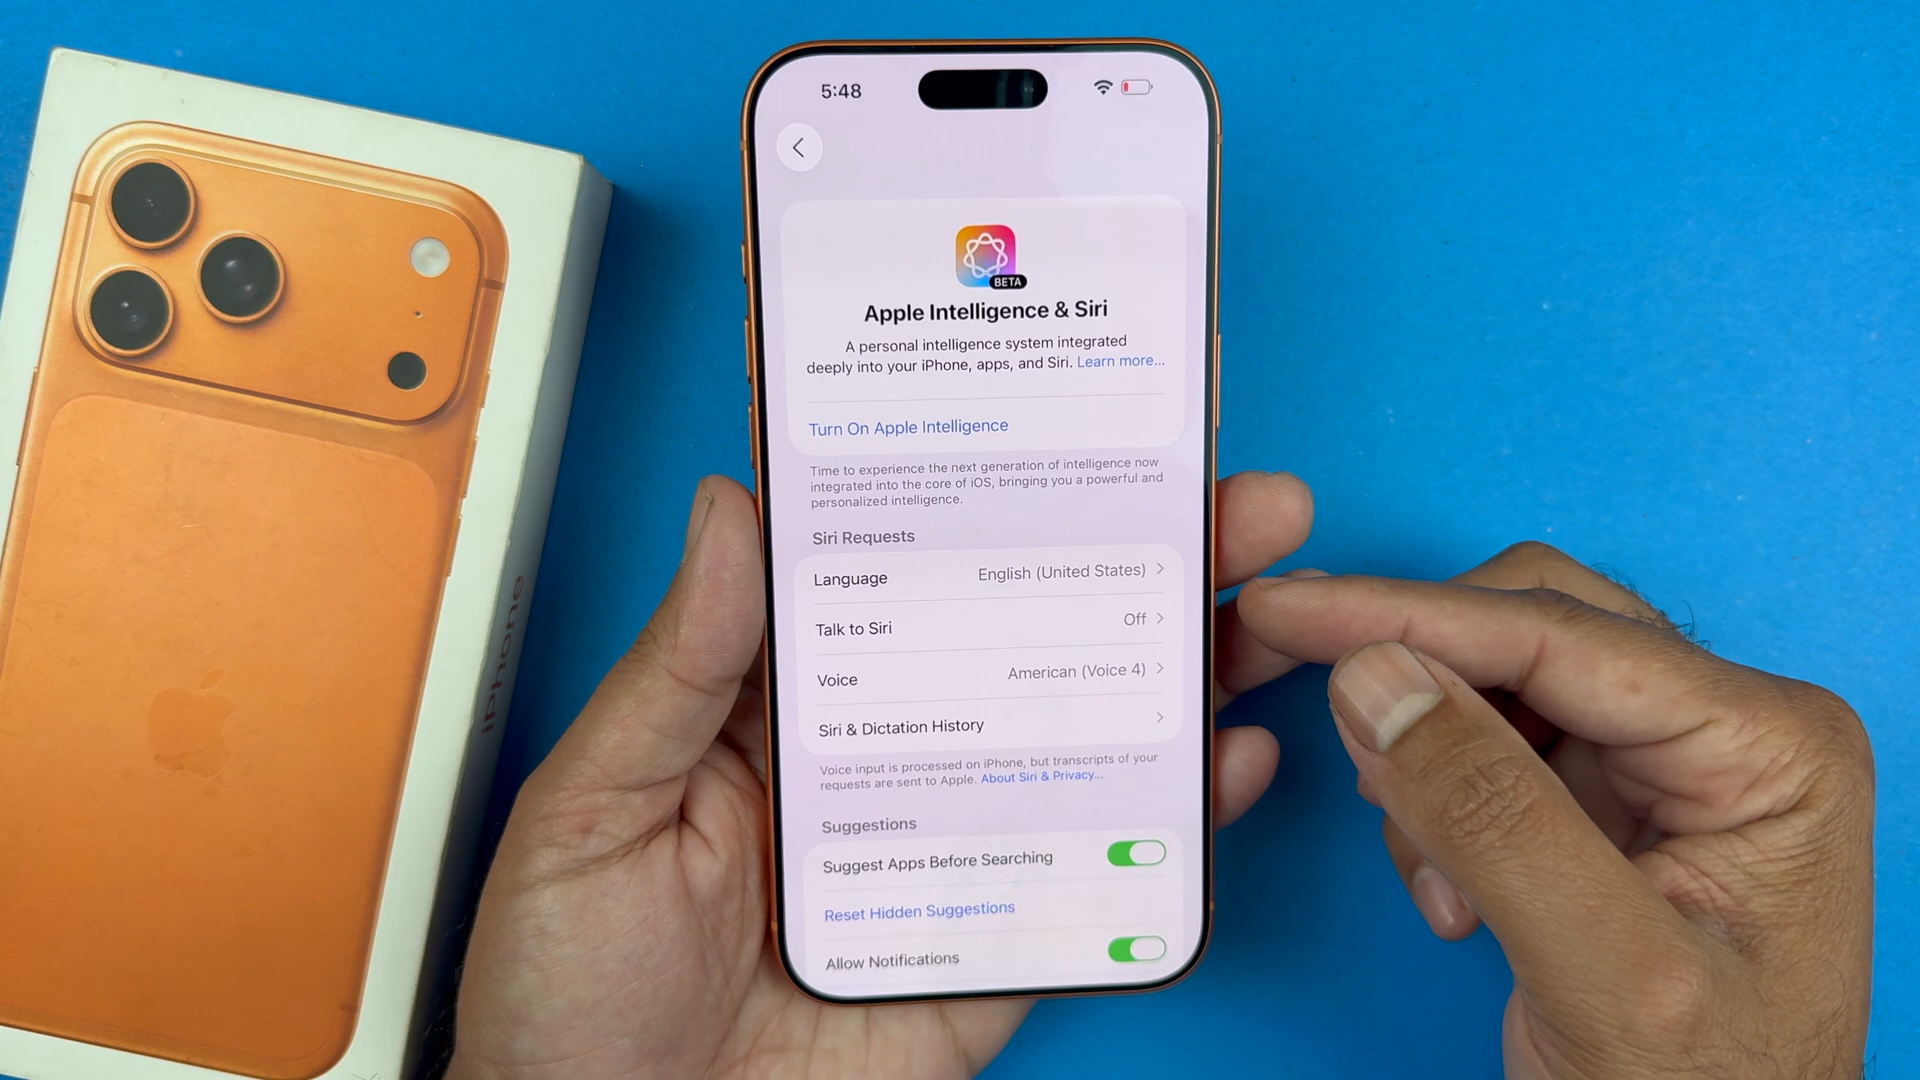 5:48
BETA
Apple Intelligence & Siri
A personal intelligence system integrated
deeply into your iPhone, apps, and Siri. Learn more...
Turn On Apple Intelligence
Time to experience the next generation of intelligence now
integrated into the core of iOS, bringing you a powerful and
personalized intelligence.
Siri Requests
Language English (United States)
Talk to Siri Off
Voice American (Voice 4)
Siri & Dictation History
Voice input is processed on iPhone, but transcripts of your
requests are sent to Apple. About Siri & Privacy...
Suggestions
Suggest Apps Before Searching
Reset Hidden Suggestions
Allow Notifications
iPhone